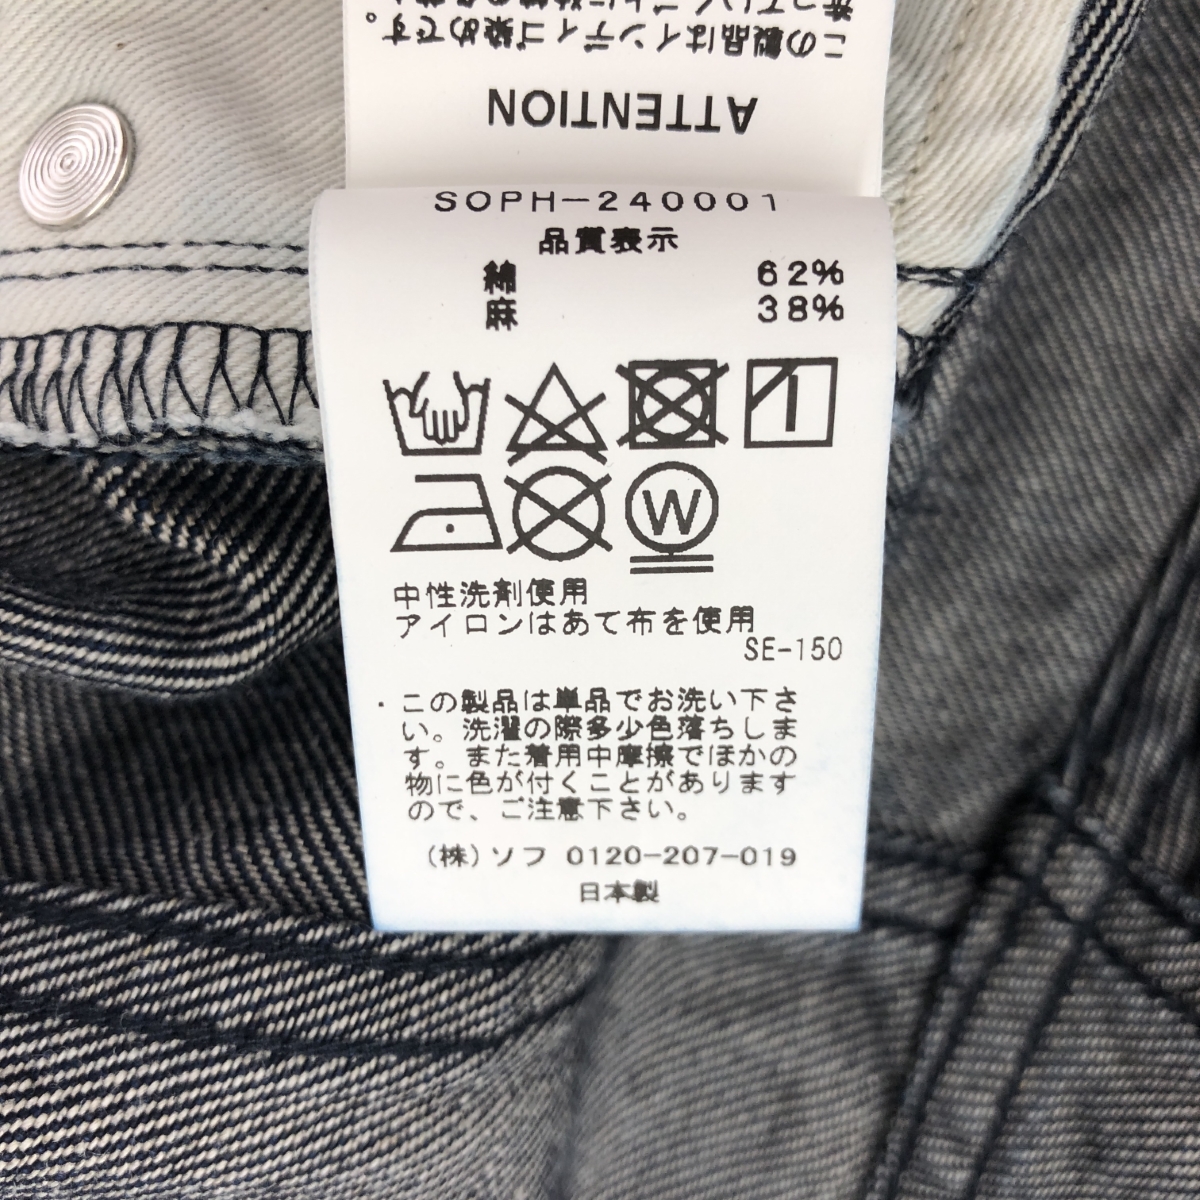 この製品はインディゴ染めです。
ATTENTION
SOPH-240001
品質表示
綿 62%
麻 38%
W
中性洗剤使用
アイロンはあて布を使用
SE-150
・この製品は単品でお洗い下さ
い。洗濯の際多少色落ちしま
す。また着用中摩擦でほかの
物に色が付くことがあります
ので、ご注意下さい。
(株)ソフ 0120-207-019
日本製